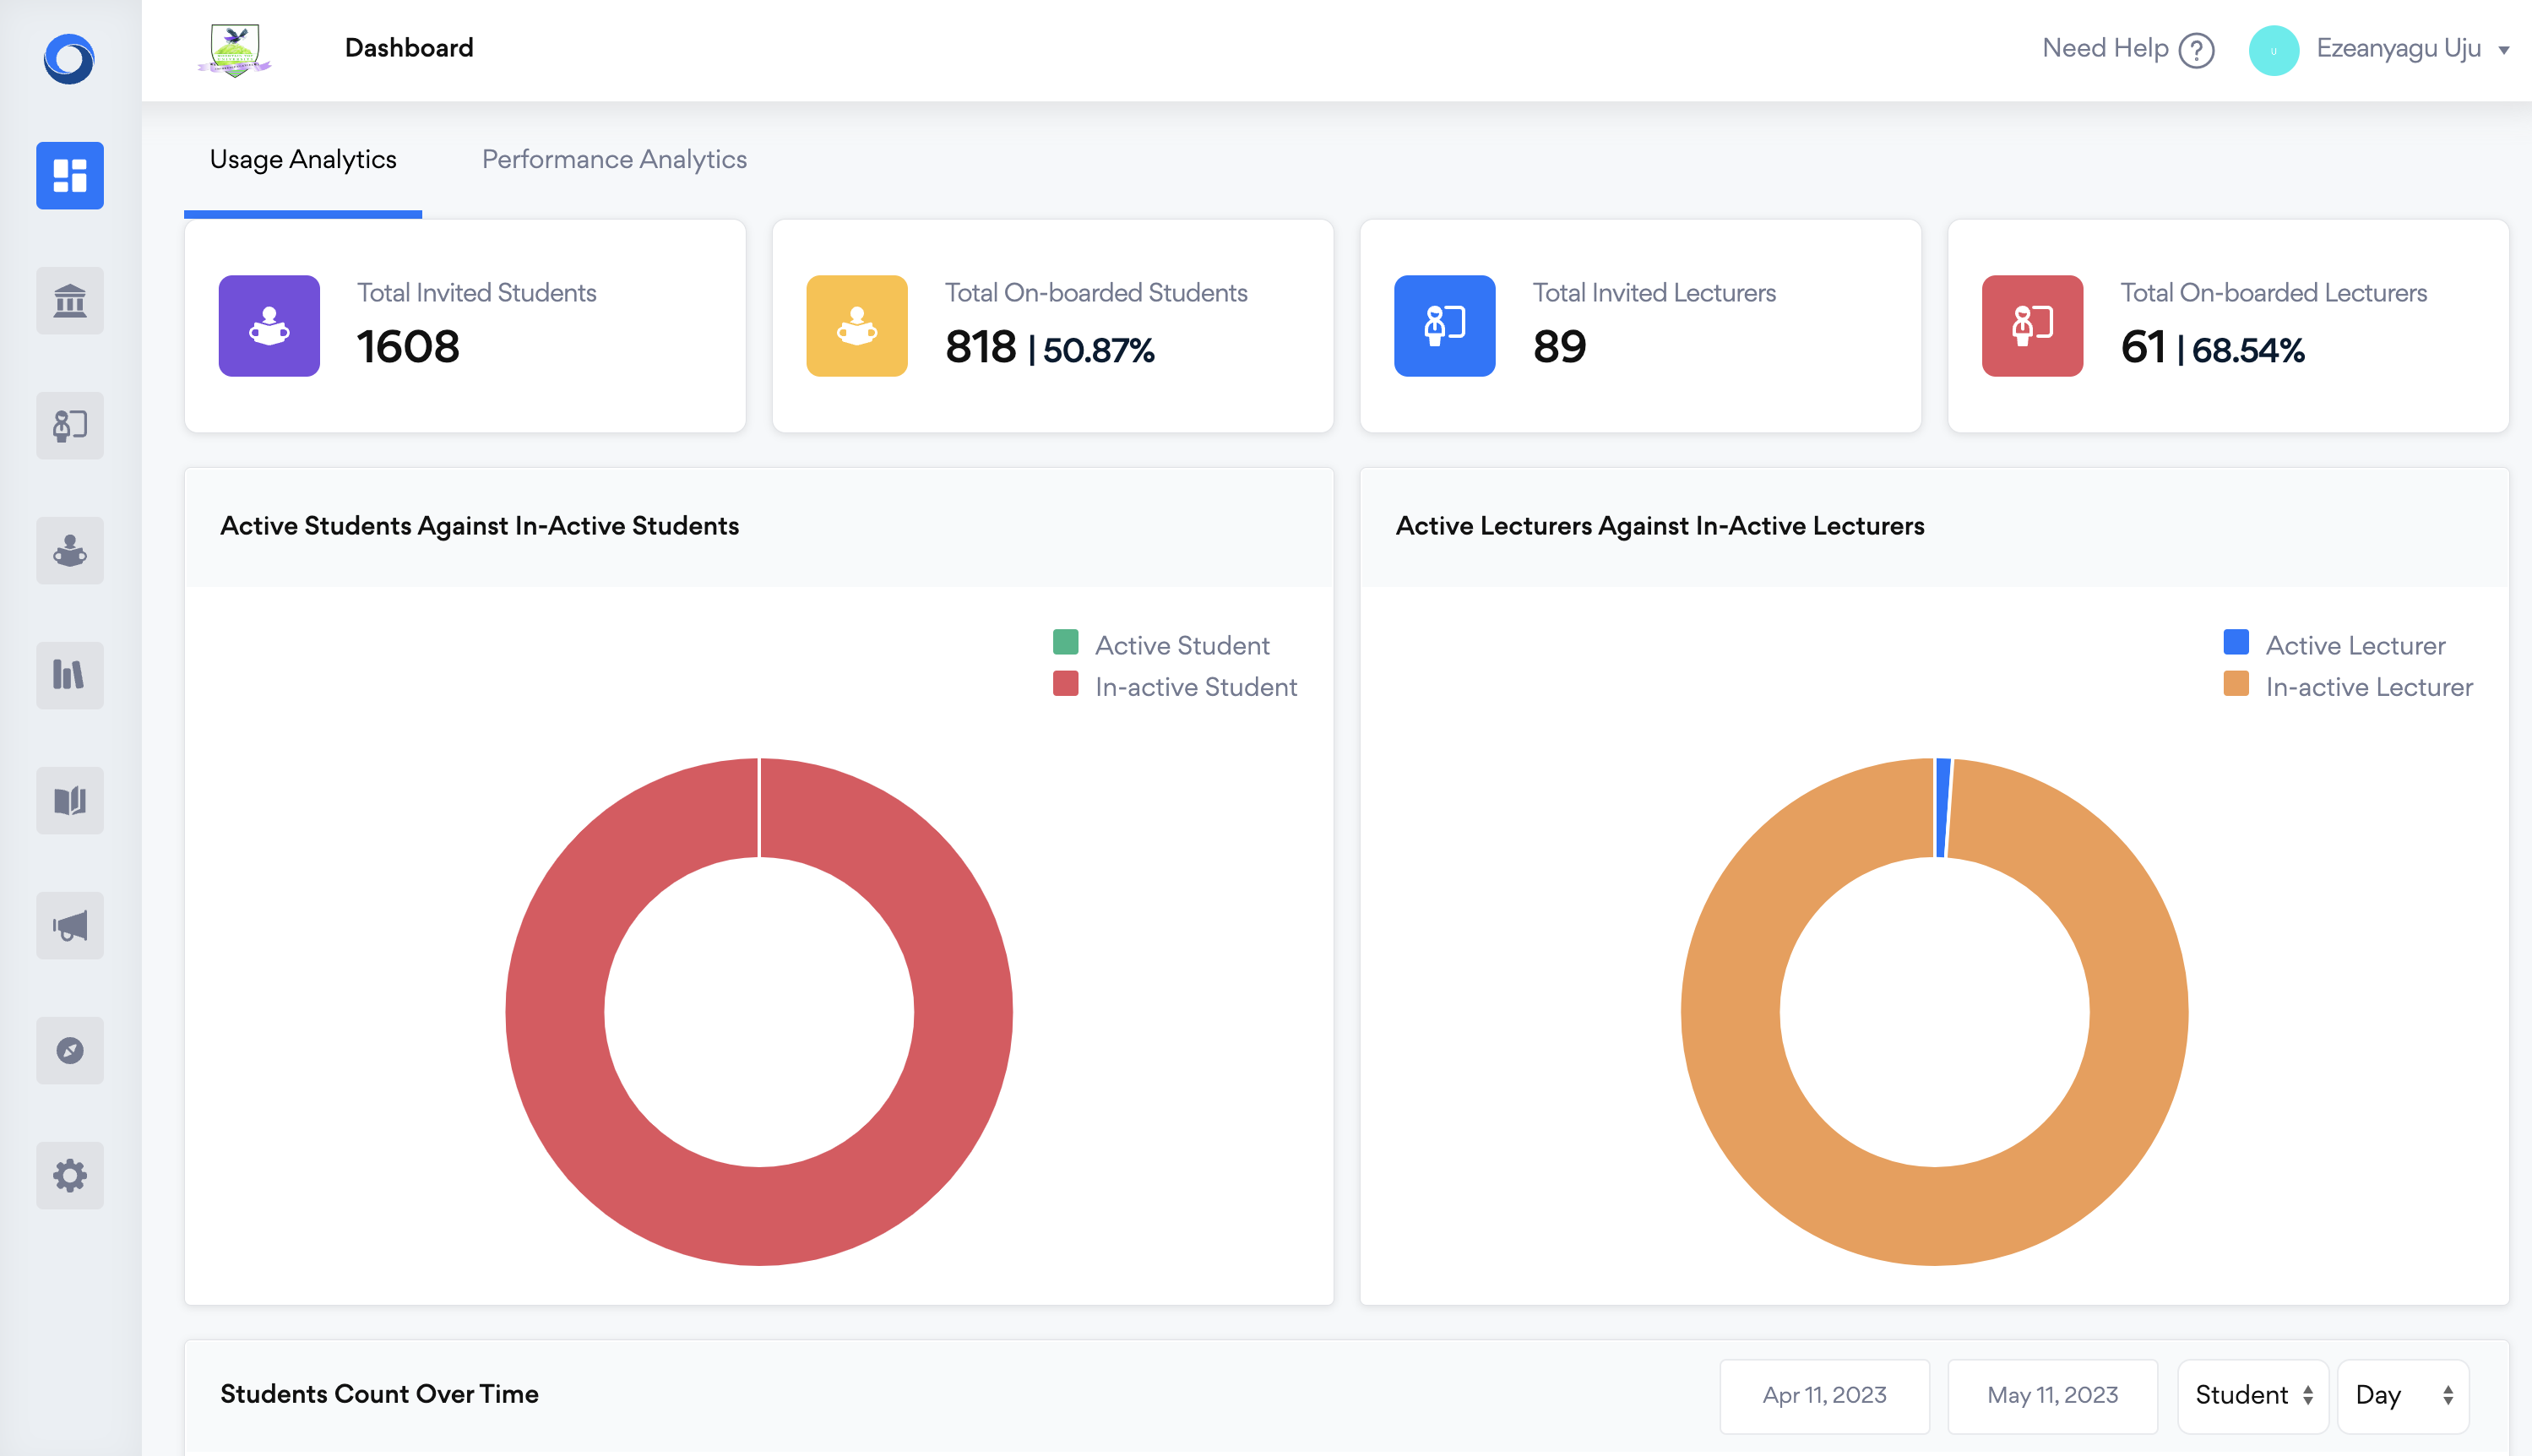 Dashboard
Need Help ?
U
Ezeanyagu Uju
Usage Analytics
Performance Analytics
Total Invited Students
1608
Total On-boarded Students
818 | 50.87%
Total Invited Lecturers
89
Total On-boarded Lecturers
61 | 68.54%
Active Students Against In-Active Students
Active Student
In-active Student
Active Lecturers Against In-Active Lecturers
Active Lecturer
In-active Lecturer
Students Count Over Time
Apr 11, 2023
May 11, 2023
Student
Day